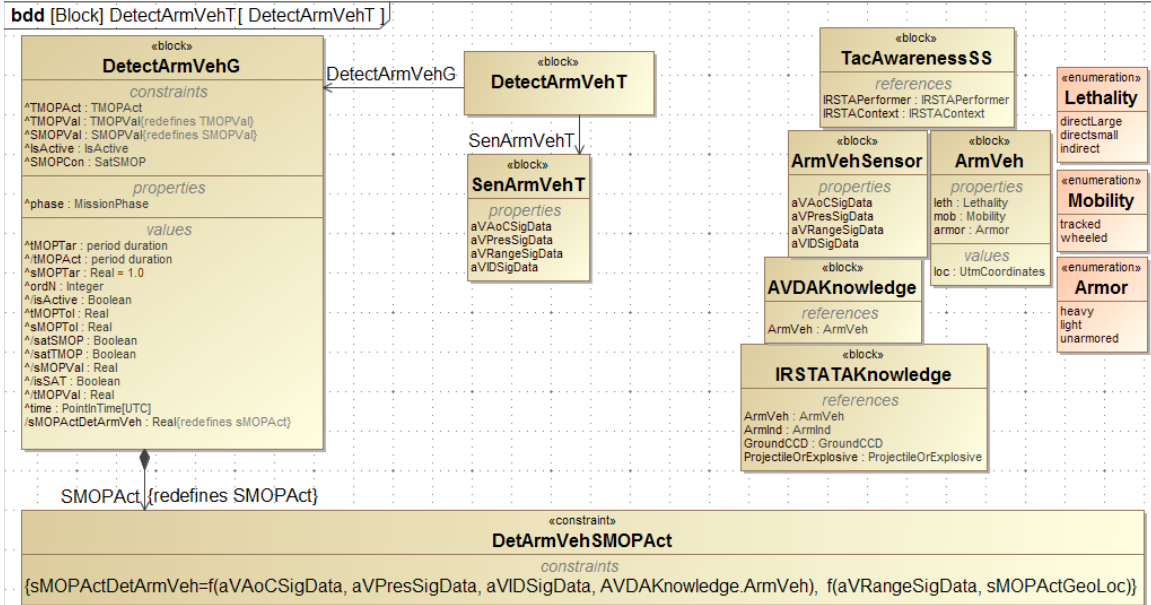 bdd [Block] DetectArmVehT[ DetectArmVehT ]
«block»
DetectArmVehG
constraints
^TMOPAct : TMOPAct
^TMOPVal : TMOPVal{redefines TMOPVal}
^SMOPVal : SMOPVal{redefines SMOPVal}
^IsActive : IsActive
^SMOPCon : SatSMOP
properties
^phase : MissionPhase
values
^tMOPTar : period duration
^/tMOPAct : period duration
^sMOPTar : Real = 1.0
^ordN : Integer
^/isActive : Boolean
^tMOPTol : Real
^sMOPTol : Real
^/satSMOP : Boolean
^/satTMOP : Boolean
^/sMOPVal : Real
^/isSAT : Boolean
^/tMOPVal : Real
^time : PointInTime[UTC]
/sMOPActDetArmVeh : Real{redefines sMOPAct}
DetectArmVehG
«block»
DetectArmVehT
SenArmVehT
«block»
SenArmVehT
properties
aVAoCSigData
aVPresSigData
aVRangeSigData
aVIDSigData
«block»
TacAwarenessSS
references
IRSTAPerformer : IRSTAPerformer
IRSTAContext : IRSTAContext
«block»
ArmVehSensor
properties
aVAoCSigData
aVPresSigData
aVRangeSigData
aVIDSigData
«block»
ArmVeh
properties
leth : Lethality
mob : Mobility
armor : Armor
values
loc : UtmCoordinates
«block»
AVDAKnowledge
references
ArmVeh : ArmVeh
«block»
IRSTATAKnowledge
references
ArmVeh : ArmVeh
ArmInd : ArmInd
GroundCCD : GroundCCD
ProjectileOrExplosive : ProjectileOrExplosive
«enumeration»
Lethality
directLarge
directsmall
indirect
«enumeration»
Mobility
tracked
wheeled
«enumeration»
Armor
heavy
light
unarmored
SMOPAct {redefines SMOPAct}
«constraint»
DetArmVehSMOPAct
constraints
{sMOPActDetArmVeh=f(aVAoCSigData, aVPresSigData, aVIDSigData, AVDAKnowledge.ArmVeh), f(aVRangeSigData, sMOPActGeoLoc)}